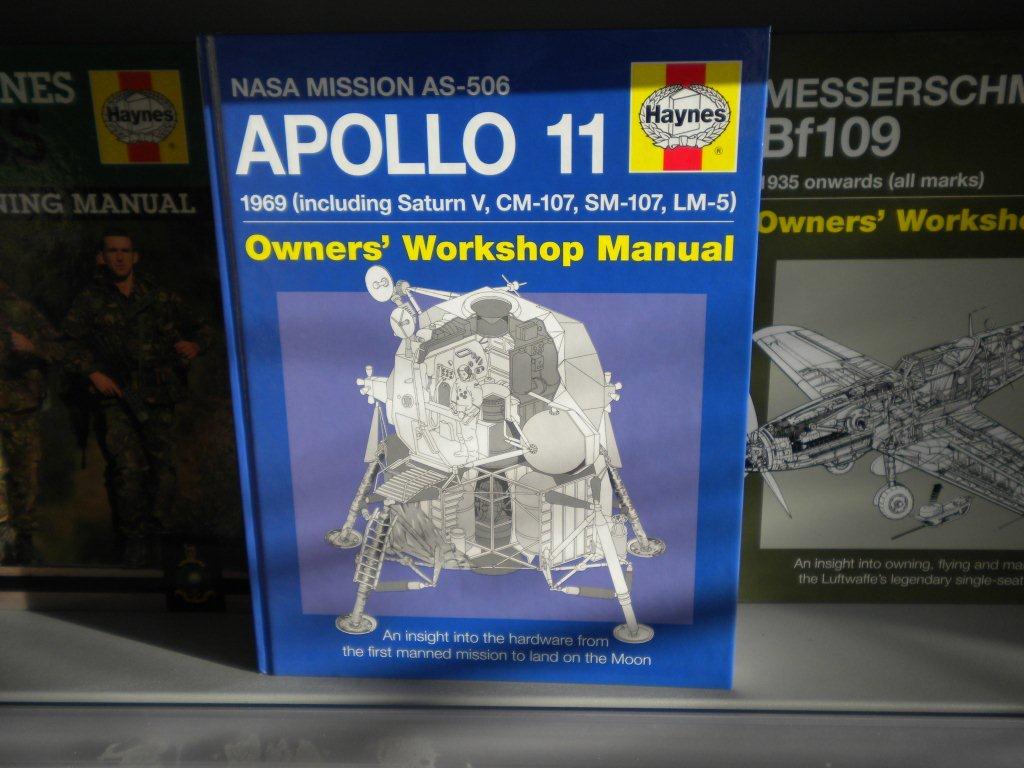 NES
Haynes
NING MANUAL
NASA MISSION AS-506
APOLLO 11
Haynes
®
1969 (including Saturn V, CM-107, SM-107, LM-5)
Owners' Workshop Manual
An insight into the hardware from
the first manned mission to land on the Moon
MESSERSCHM
Bf109
1935 onwards (all marks)
Owners' Worksho
An insight into owning, flying and ma
the Luftwaffe's legendary single-seat